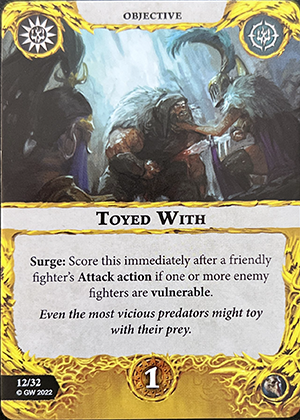 OBJECTIVE
TOYED WITH
Surge: Score this immediately after a friendly
fighter's Attack action if one or more enemy
fighters are vulnerable.
Even the most vicious predators might toy
with their prey.
12/32
© GW 2022
1